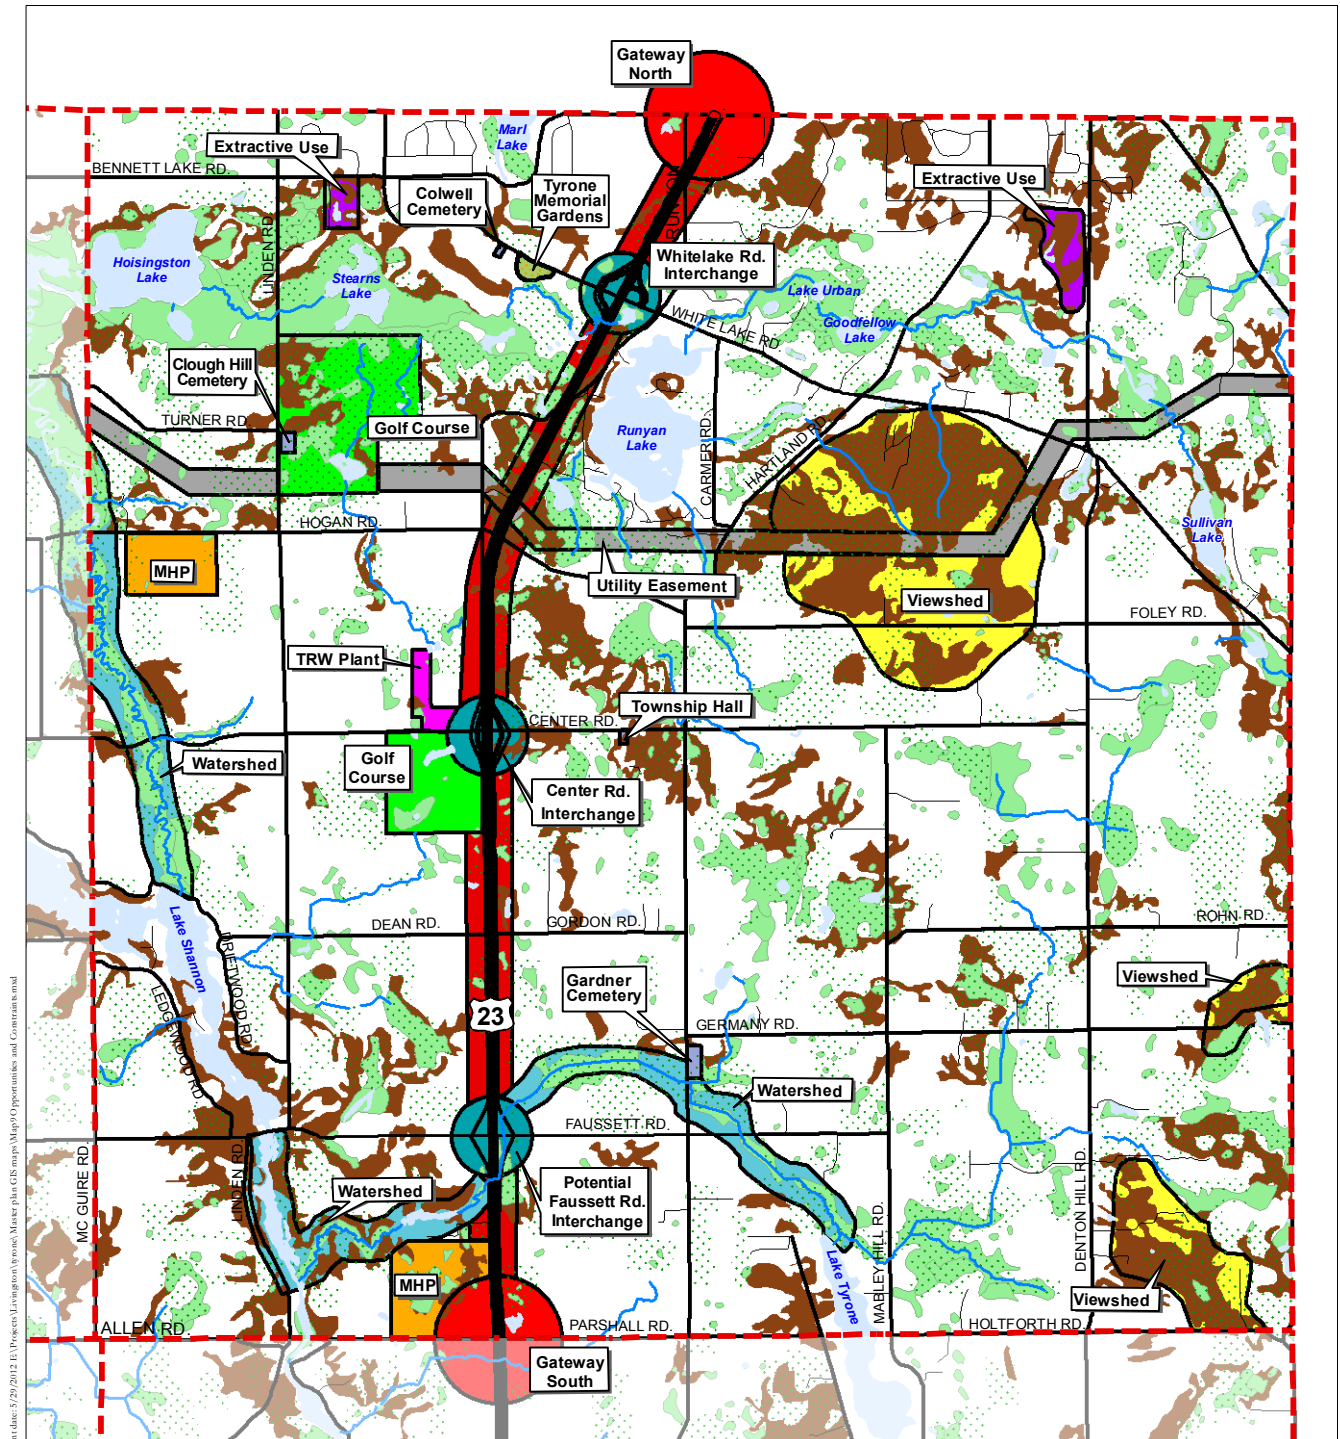 Gateway
North
Marl
Lake
Extractive Use
BENNETT LAKE RD.
Colwell
Cemetery
Tyrone
Memorial
Gardens
Extractive Use
LINDEN RD.
Hoisingston
Lake
Stearns
Lake
Whitelake Rd.
Interchange
Lake Urban
Goodfellow
Lake
WHITE LAKE RD
Clough Hill
Cemetery
TURNER RD.
Golf Course
Runyan
Lake
CARMER RD.
HARTLAND RD.
HOGAN RD.
Sullivan
Lake
MHP
Utility Easement
Viewshed
FOLEY RD.
TRW Plant
Township Hall
CENTER RD.
Watershed
Golf
Course
Center Rd.
Interchange
Lake Shannon
DRIFTWOOD RD.
DEAN RD.
GORDON RD.
ROHN RD.
LEDGEWOOD RD.
Gardner
Cemetery
Viewshed
23
GERMANY RD.
Watershed
FAUSSETT RD.
MC GUIRE RD.
LINDEN RD.
Watershed
Potential
Faussett Rd.
Interchange
MABLEY HILL RD.
DENTON HILL RD.
Lake Tyrone
MHP
Viewshed
ALLEN RD.
PARSHALL RD.
HOLTFORTH RD.
Gateway
South